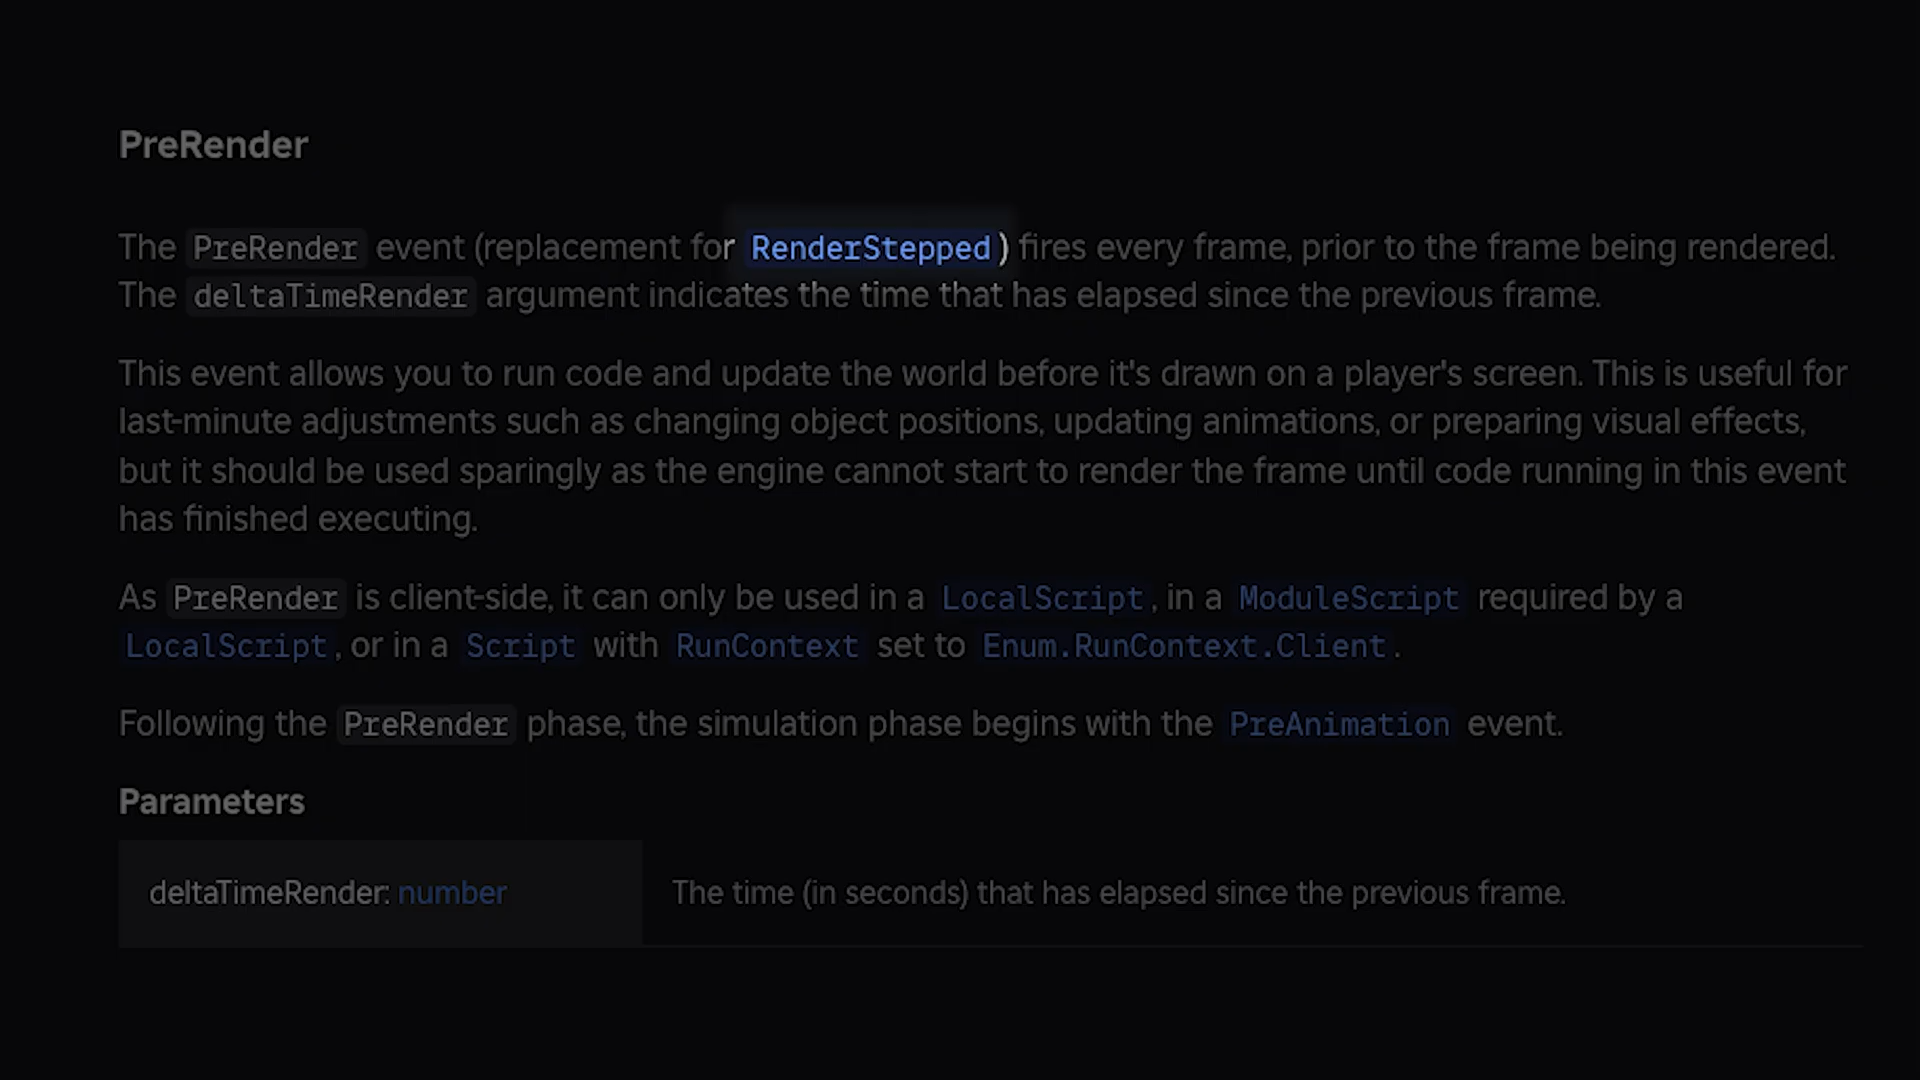 PreRender
The PreRender event (replacement for RenderStepped) fires every frame, prior to the frame being rendered.
The deltaTimeRender argument indicates the time that has elapsed since the previous frame.
This event allows you to run code and update the world before it's drawn on a player's screen. This is useful for
last-minute adjustments such as changing object positions, updating animations, or preparing visual effects,
but it should be used sparingly as the engine cannot start to render the frame until code running in this event
has finished executing.
As PreRender is client-side, it can only be used in a LocalScript, in a ModuleScript required by a
LocalScript, or in a Script with RunContext set to Enum.RunContext.Client.
Following the PreRender phase, the simulation phase begins with the PreAnimation event.
Parameters
deltaTimeRender: number The time (in seconds) that has elapsed since the previous frame.